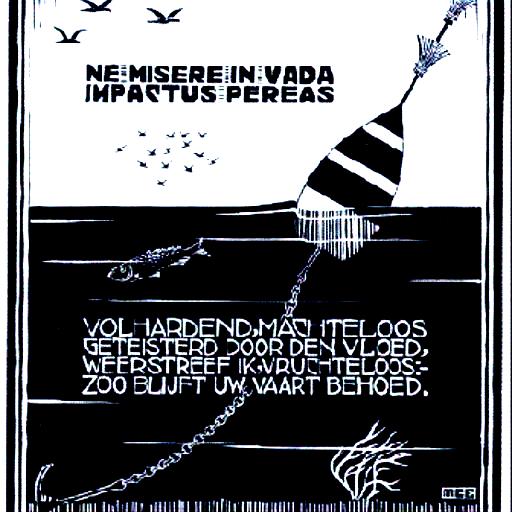 NE MISERE IN VADA
IMPACTUS PEREAS
VOLHARDEND, MACHTELOOS
GETEISTERD DOOR DEN VLOED,
WEERSTREEF IK, VRUCHTELOOS:-
ZOO BLIJFT UW VAART BEHOED.
MCE